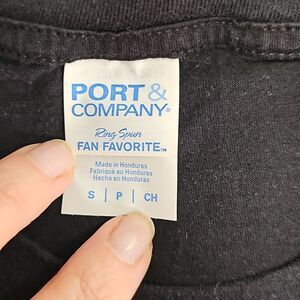 PORT &
COMPANY®
Ring Spun
FAN FAVORITE™
Made in Honduras
Fabriqué au Honduras
Hecho en Honduras
S | P | CH